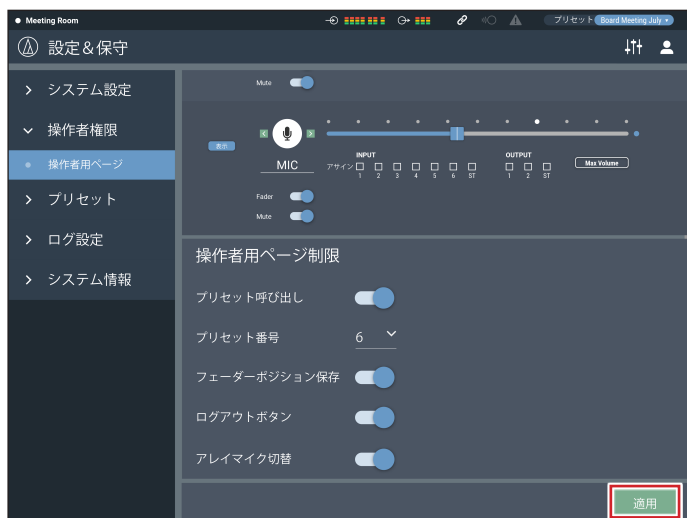 Meeting Room
プリセット Board Meeting July
設定＆保守
システム設定
操作者権限
操作者用ページ
プリセット
ログ設定
システム情報
Mute
表示
MIC
アサイン
INPUT
1 2 3 4 5 6 ST
OUTPUT
1 2 ST
Max Volume
Fader
Mute
操作者用ページ制限
プリセット呼び出し
プリセット番号 6
フェーダーポジション保存
ログアウトボタン
アレイマイク切替
適用